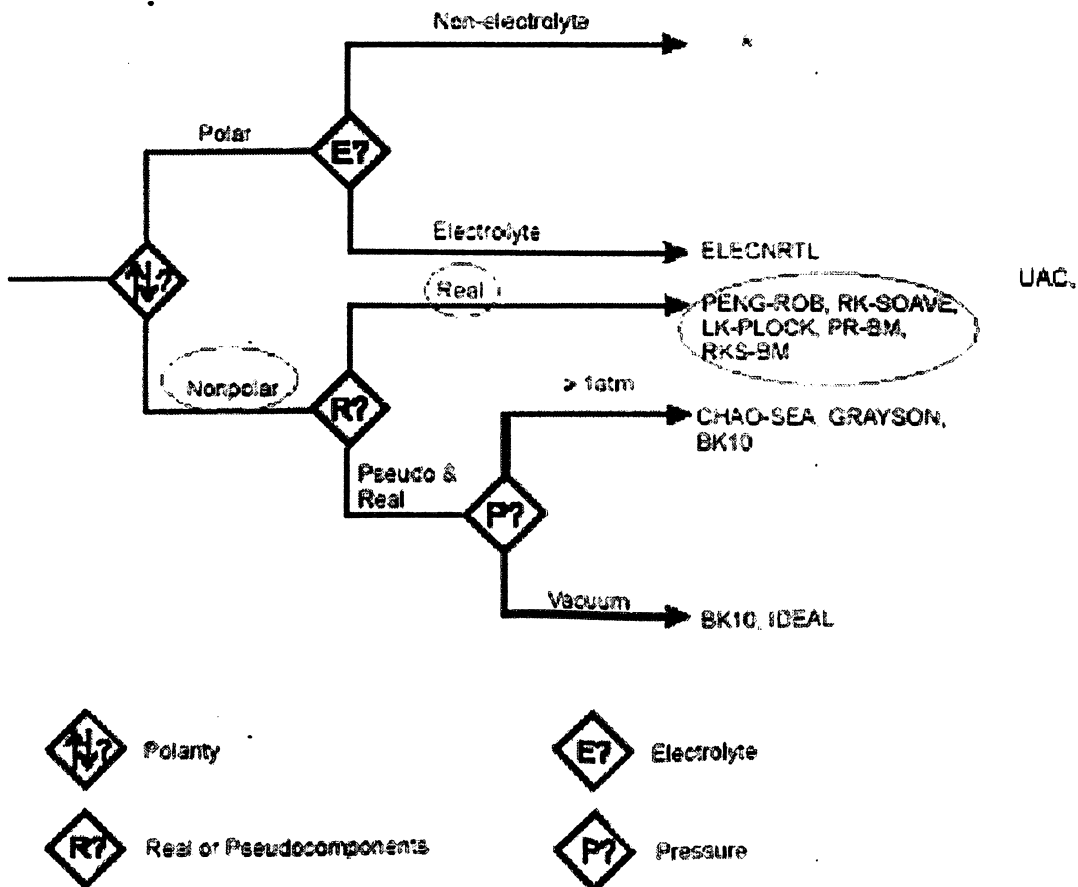 Non-electrolyte
*
Polar
E?
Electrolyte
ELECNRTL
?
UAC,
Real
PENG-ROB, RK-SOAVE,
LK-PLOCK, PR-BM,
RKS-BM
Nonpolar
> 1atm
R?
CHAO-SEA, GRAYSON,
BK10
Pseudo &
Real
P?
Vacuum
BK10, IDEAL
? Polarity
E? Electrolyte
R? Real or Pseudocomponents
P? Pressure